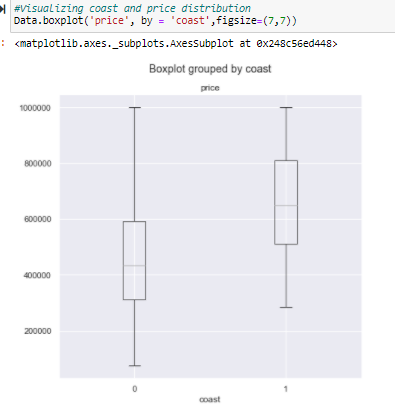 #Visualizing coast and price distribution
Data.boxplot('price', by = 'coast',figsize=(7,7))
: <matplotlib.axes._subplots.AxesSubplot at 0x248c56ed448>
Boxplot grouped by coast
price
1000000
800000
600000
400000
200000
0 1
coast